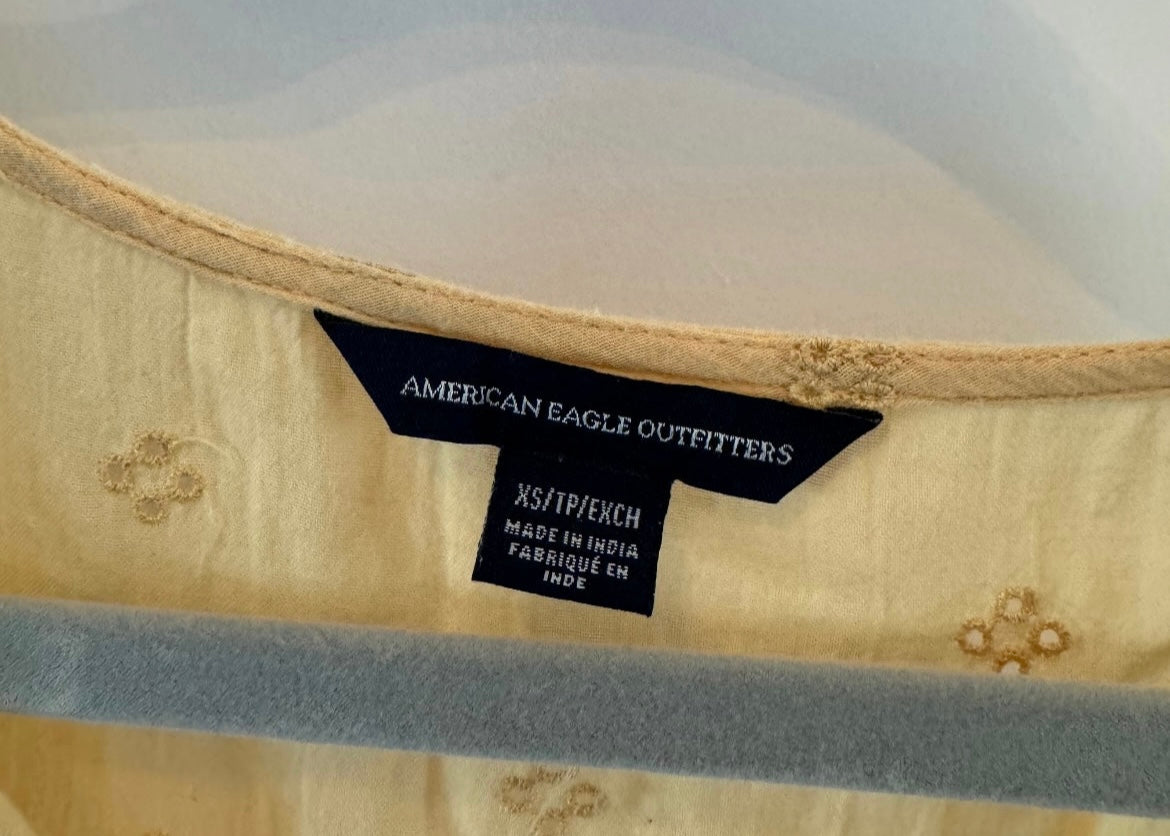 AMERICAN EAGLE OUTFITTERS
XS/TP/EXCH
MADE IN INDIA
FABRIQUÉ EN
INDE